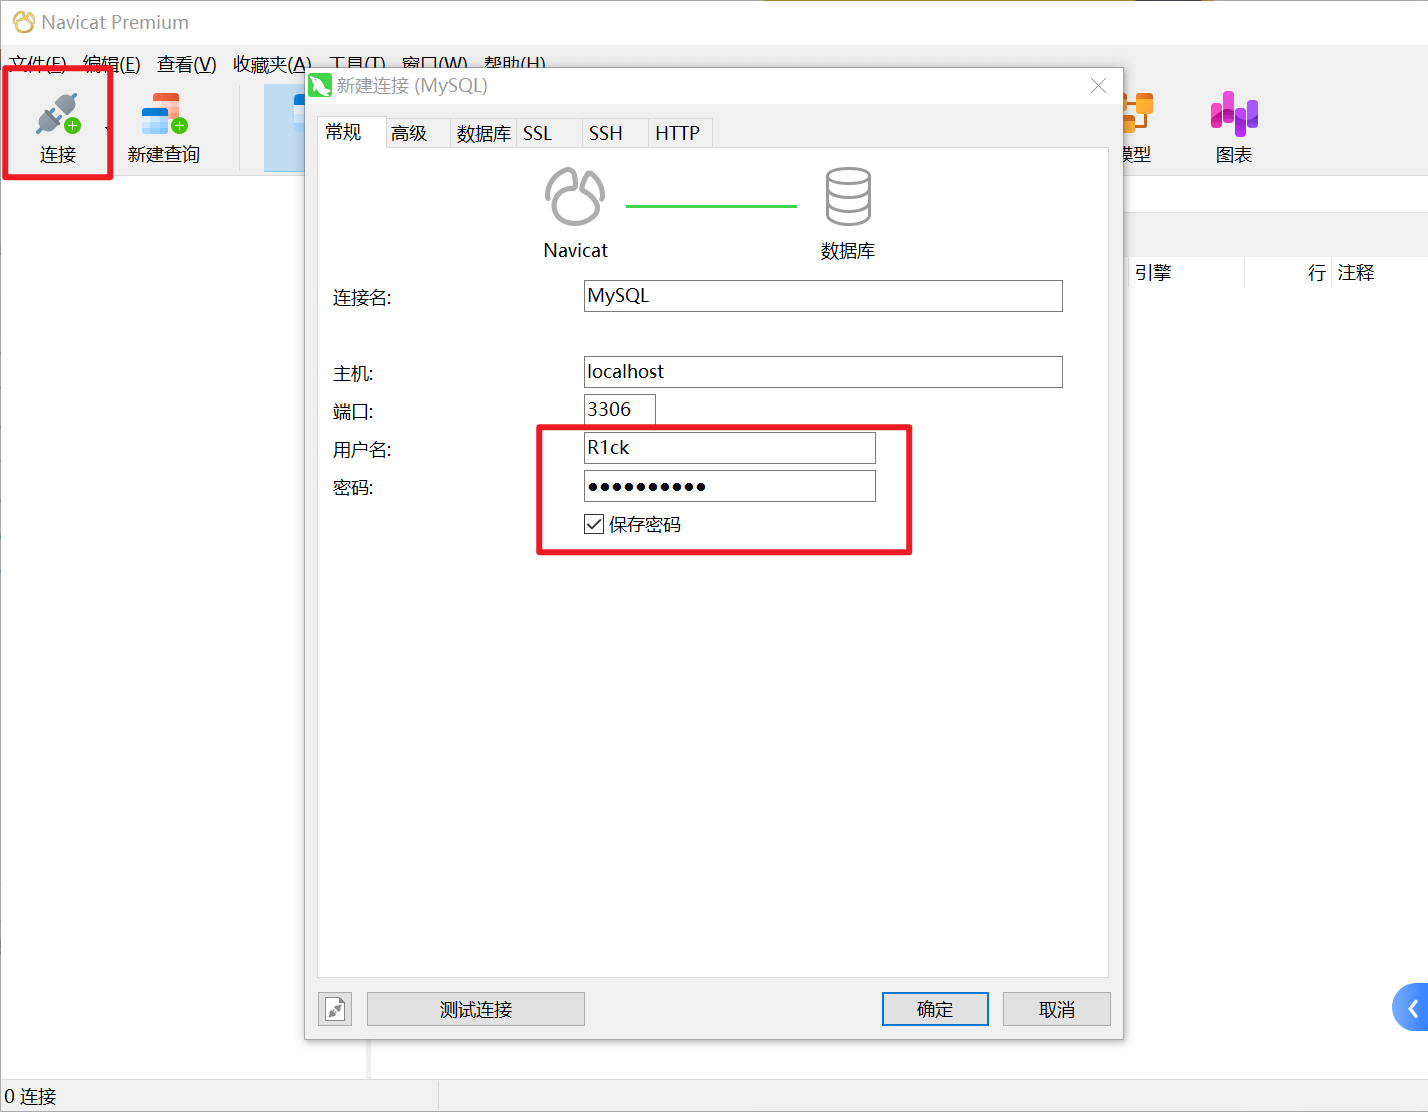 Navicat Premium
文件(F) 编辑(E) 查看(V) 收藏夹(A) 工具(T) 窗口(W) 帮助(H)
新建连接 (MySQL)
连接
新建查询
模型
图表
常规 高级 数据库 SSL SSH HTTP
Navicat
数据库
引擎 行 注释
连接名: MySQL
主机: localhost
端口: 3306
用户名: R1ck
密码: ●●●●●●●●●●
保存密码
测试连接 确定 取消
0 连接